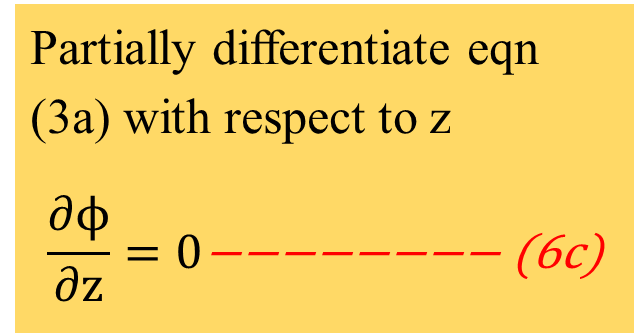 Partially differentiate eqn
(3a) with respect to z
∂ϕ/∂z = 0 −−−−−−−− (6c)